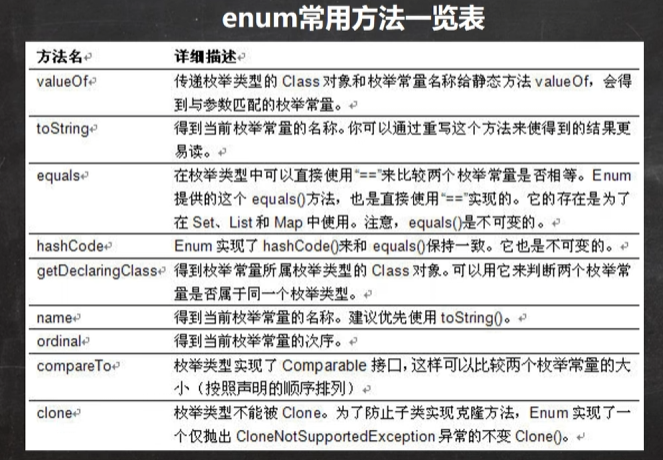 enum常用方法一览表
方法名 详细描述
valueOf 传递枚举类型的 Class 对象和枚举常量名称给静态方法 valueOf，会得
到与参数匹配的枚举常量。
toString 得到当前枚举常量的名称。你可以通过重写这个方法来使得到的结果更
易读。
equals 在枚举类型中可以直接使用“==”来比较两个枚举常量是否相等。Enum
提供的这个 equals()方法，也是直接使用“==”实现的。它的存在是为了
在 Set、List 和 Map 中使用。注意，equals()是不可变的。
hashCode Enum 实现了 hashCode()来和 equals()保持一致。它也是不可变的。
getDeclaringClass 得到枚举常量所属枚举类型的 Class 对象。可以用它来判断两个枚举常
量是否属于同一个枚举类型。
name 得到当前枚举常量的名称。建议优先使用 toString()。
ordinal 得到当前枚举常量的次序。
compareTo 枚举类型实现了 Comparable 接口，这样可以比较两个枚举常量的大
小（按照声明的顺序排列）
clone 枚举类型不能被 Clone。为了防止子类实现克隆方法，Enum 实现了一
个仅抛出 CloneNotSupportedException 异常的不变 Clone()。